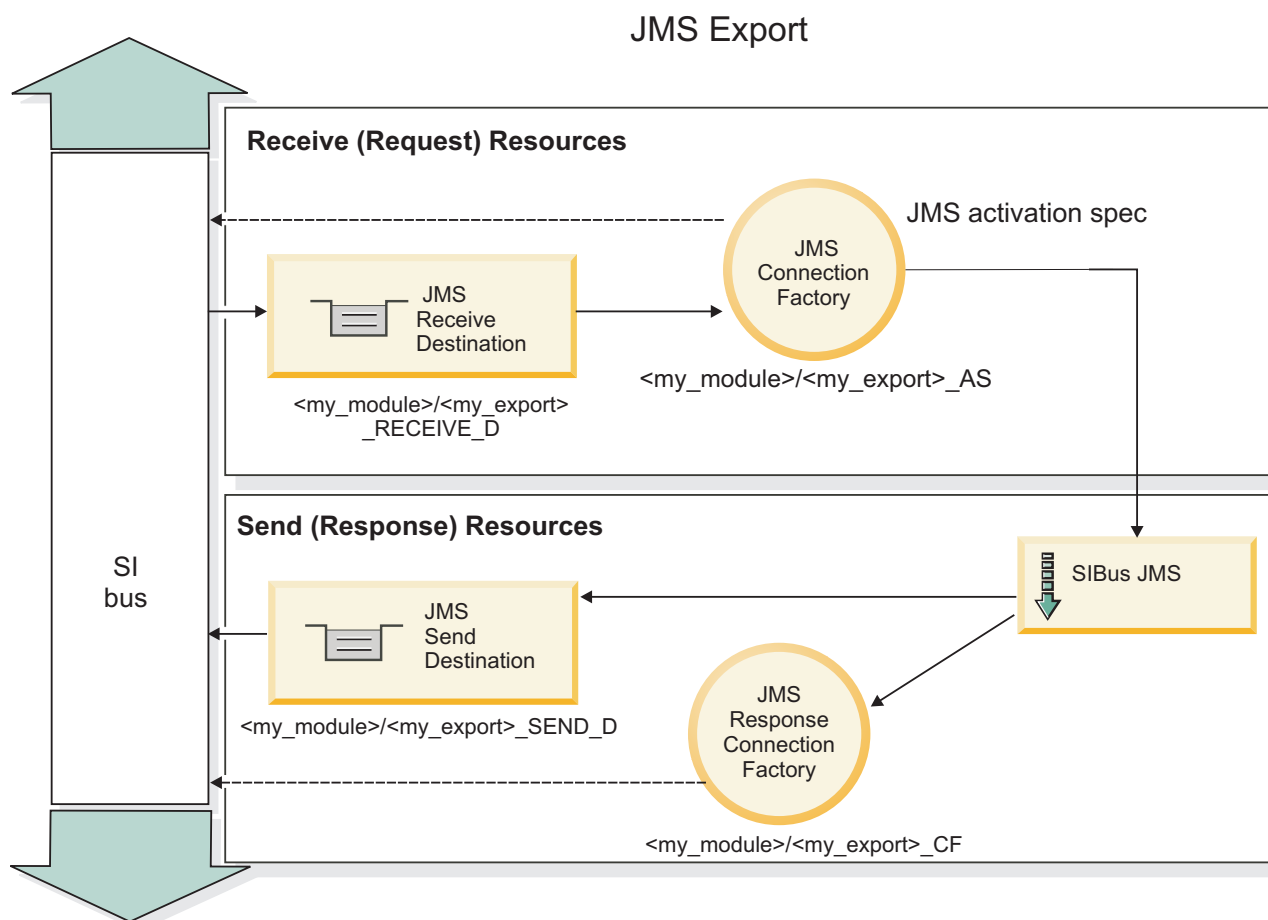 JMS Export
Receive (Request) Resources
JMS activation spec
JMS
Connection
Factory
JMS
Receive
Destination
<my_module>/<my_export>_AS
<my_module>/<my_export>
_RECEIVE_D
Send (Response) Resources
SI
bus
SIBus JMS
JMS
Send
Destination
JMS
Response
Connection
Factory
<my_module>/<my_export>_SEND_D
<my_module>/<my_export>_CF